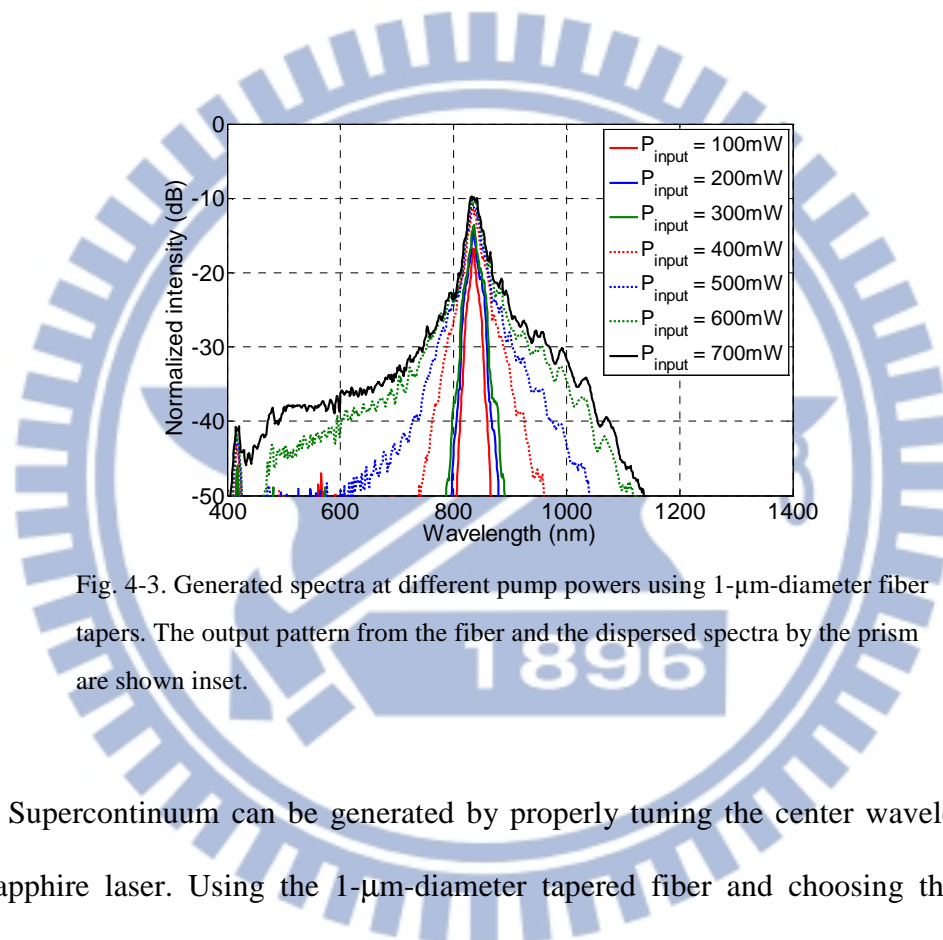 0
-10
-20
-30
-40
-50
Normalized intensity (dB)
400 600 800 1000 1200 1400
Wavelength (nm)
P_input = 100mW
P_input = 200mW
P_input = 300mW
P_input = 400mW
P_input = 500mW
P_input = 600mW
P_input = 700mW
Fig. 4-3. Generated spectra at different pump powers using 1-μm-diameter fiber
tapers. The output pattern from the fiber and the dispersed spectra by the prism
are shown inset.
1896
Supercontinuum can be generated by properly tuning the center wavele
apphire laser. Using the 1-μm-diameter tapered fiber and choosing th